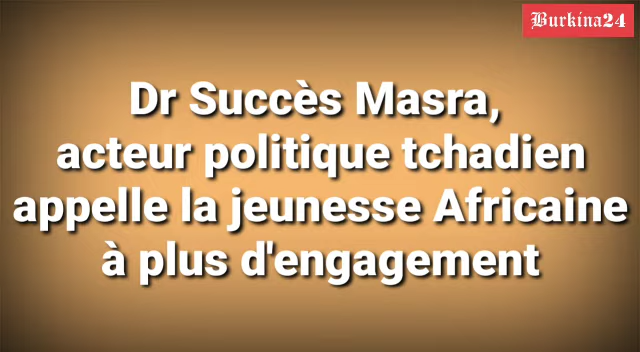 Burkina24
Dr Succès Masra,
acteur politique tchadien
appelle la jeunesse Africaine
à plus d'engagement